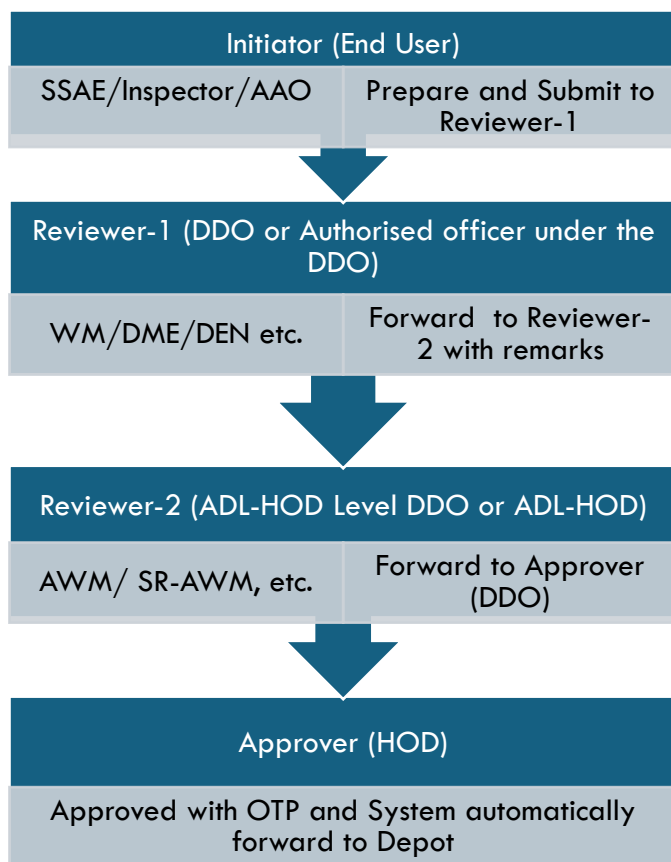 Initiator (End User)
SSAE/Inspector/AAO
Prepare and Submit to
Reviewer-1
Reviewer-1 (DDO or Authorised officer under the
DDO)
WM/DME/DEN etc.
Forward to Reviewer-
2 with remarks
Reviewer-2 (ADL-HOD Level DDO or ADL-HOD)
AWM/ SR-AWM, etc.
Forward to Approver
(DDO)
Approver (HOD)
Approved with OTP and System automatically
forward to Depot